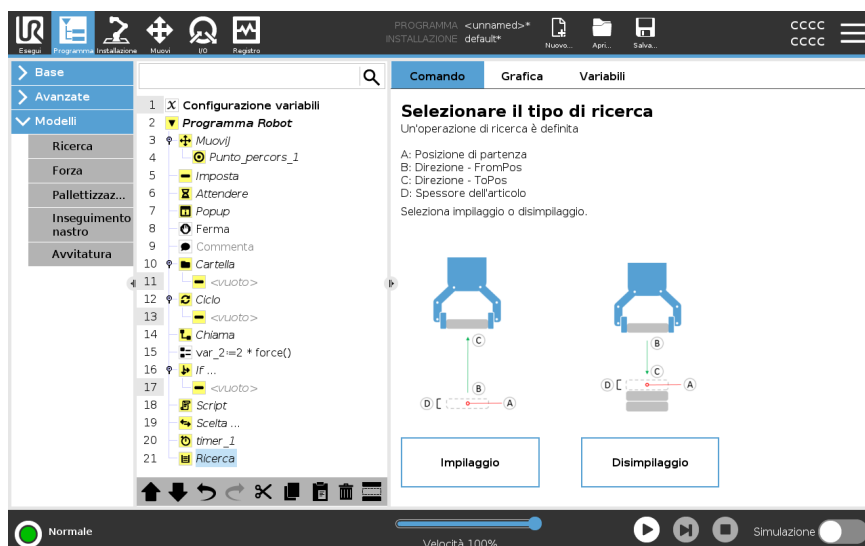 UR
Esegui
Programma
Installazione
Muovi
I/O
Registro
PROGRAMMA <unnamed>*
INSTALLAZIONE default*
Nuovo...
Apri...
Salva...
CCCC
CCCC
Base
Avanzate
Modelli
Ricerca
Forza
Pallettizzaz...
Inseguimento
nastro
Avvitatura
1 X Configurazione variabili
2 Programma Robot
3 MuoviJ
4 Punto_percors_1
5 Imposta
6 Attendere
7 Popup
8 Ferma
9 Commenta
10 Cartella
11 <vuoto>
12 Ciclo
13 <vuoto>
14 Chiama
15 var_2:=2 * force()
16 If ...
17 <vuoto>
18 Script
19 Scelta ...
20 timer_1
21 Ricerca
Comando
Grafica
Variabili
Selezionare il tipo di ricerca
Un'operazione di ricerca è definita
A: Posizione di partenza
B: Direzione - FromPos
C: Direzione - ToPos
D: Spessore dell'articolo
Seleziona impilaggio o disimpilaggio.
C
B
D
A
B
C
D
A
Impilaggio
Disimpilaggio
Normale
Velocità 100%
Simulazione